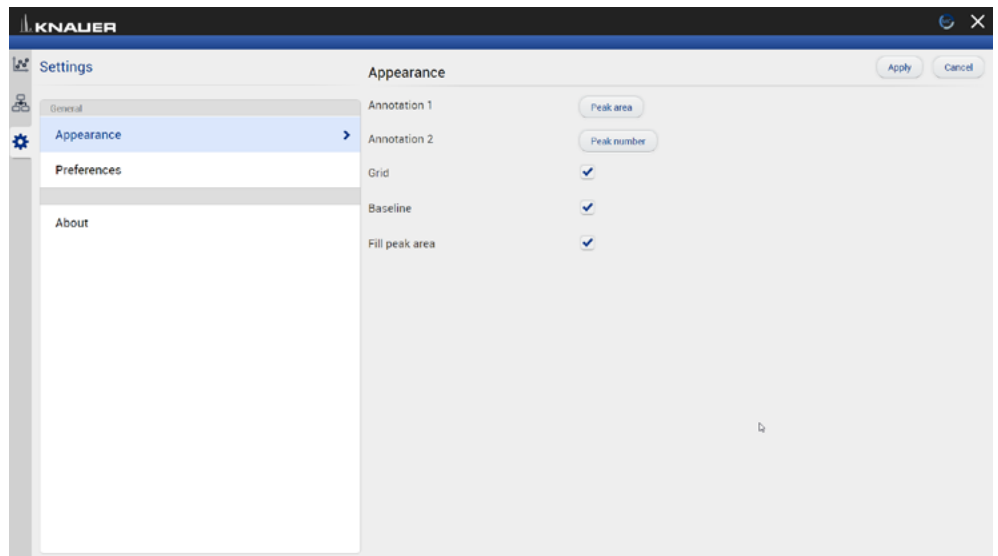 KNAUER
Settings
Appearance
Apply
Cancel
General
Annotation 1
Peak area
Appearance
Annotation 2
Peak number
Preferences
Grid
Baseline
About
Fill peak area